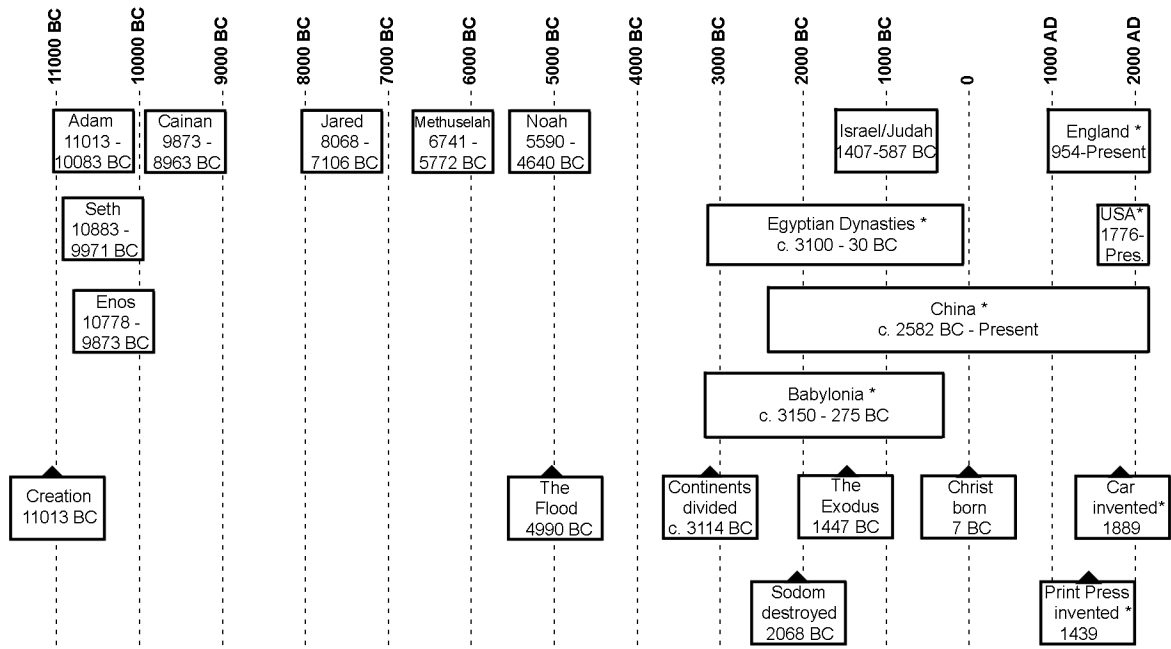 11000 BC
10000 BC
9000 BC
8000 BC
7000 BC
6000 BC
5000 BC
4000 BC
3000 BC
2000 BC
1000 BC
0
1000 AD
2000 AD
Adam
11013 -
10083 BC
Cainan
9873 -
8963 BC
Jared
8068 -
7106 BC
Methuselah
6741 -
5772 BC
Noah
5590 -
4640 BC
Israel/Judah
1407-587 BC
England *
954-Present
Seth
10883 -
9971 BC
Egyptian Dynasties *
c. 3100 - 30 BC
USA*
1776-
Pres.
Enos
10778 -
9873 BC
China *
c. 2582 BC - Present
Babylonia *
c. 3150 - 275 BC
Creation
11013 BC
The
Flood
4990 BC
Continents
divided
c. 3114 BC
The
Exodus
1447 BC
Christ
born
7 BC
Car
invented*
1889
Sodom
destroyed
2068 BC
Print Press
invented *
1439